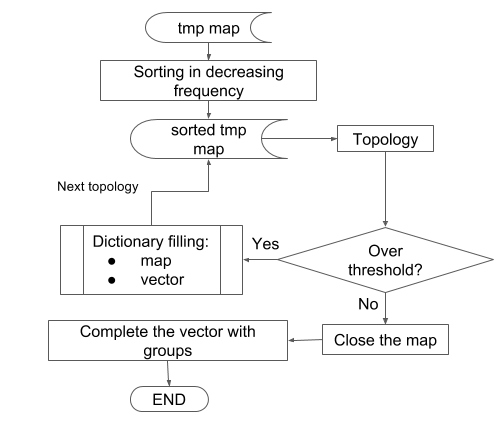 tmp map
Sorting in decreasing
frequency
sorted tmp
map
Topology
Next topology
Dictionary filling:
● map
● vector
Yes
Over
threshold?
No
Close the map
Complete the vector with
groups
END